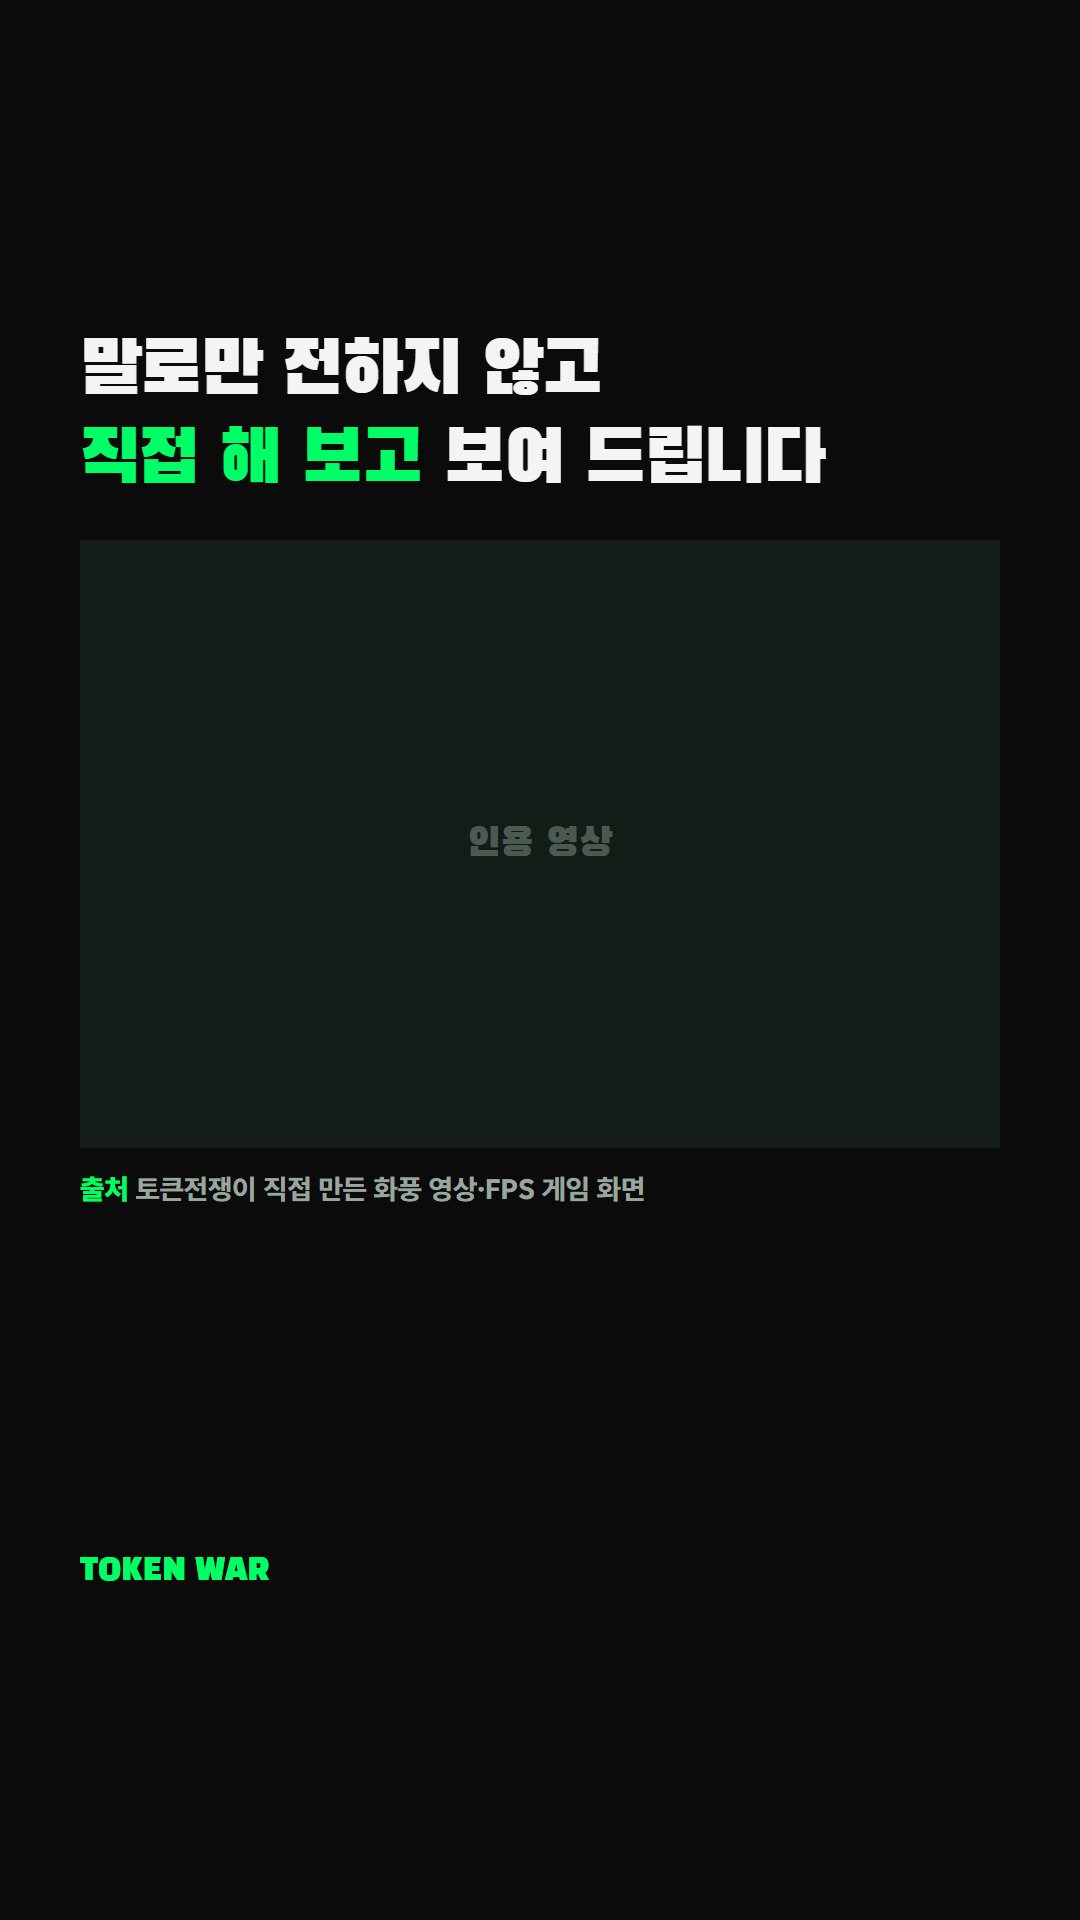 말로만 전하지 않고
직접 해 보고 보여 드립니다
인용 영상
출처 토큰전쟁이 직접 만든 화풍 영상·FPS 게임 화면
TOKEN WAR